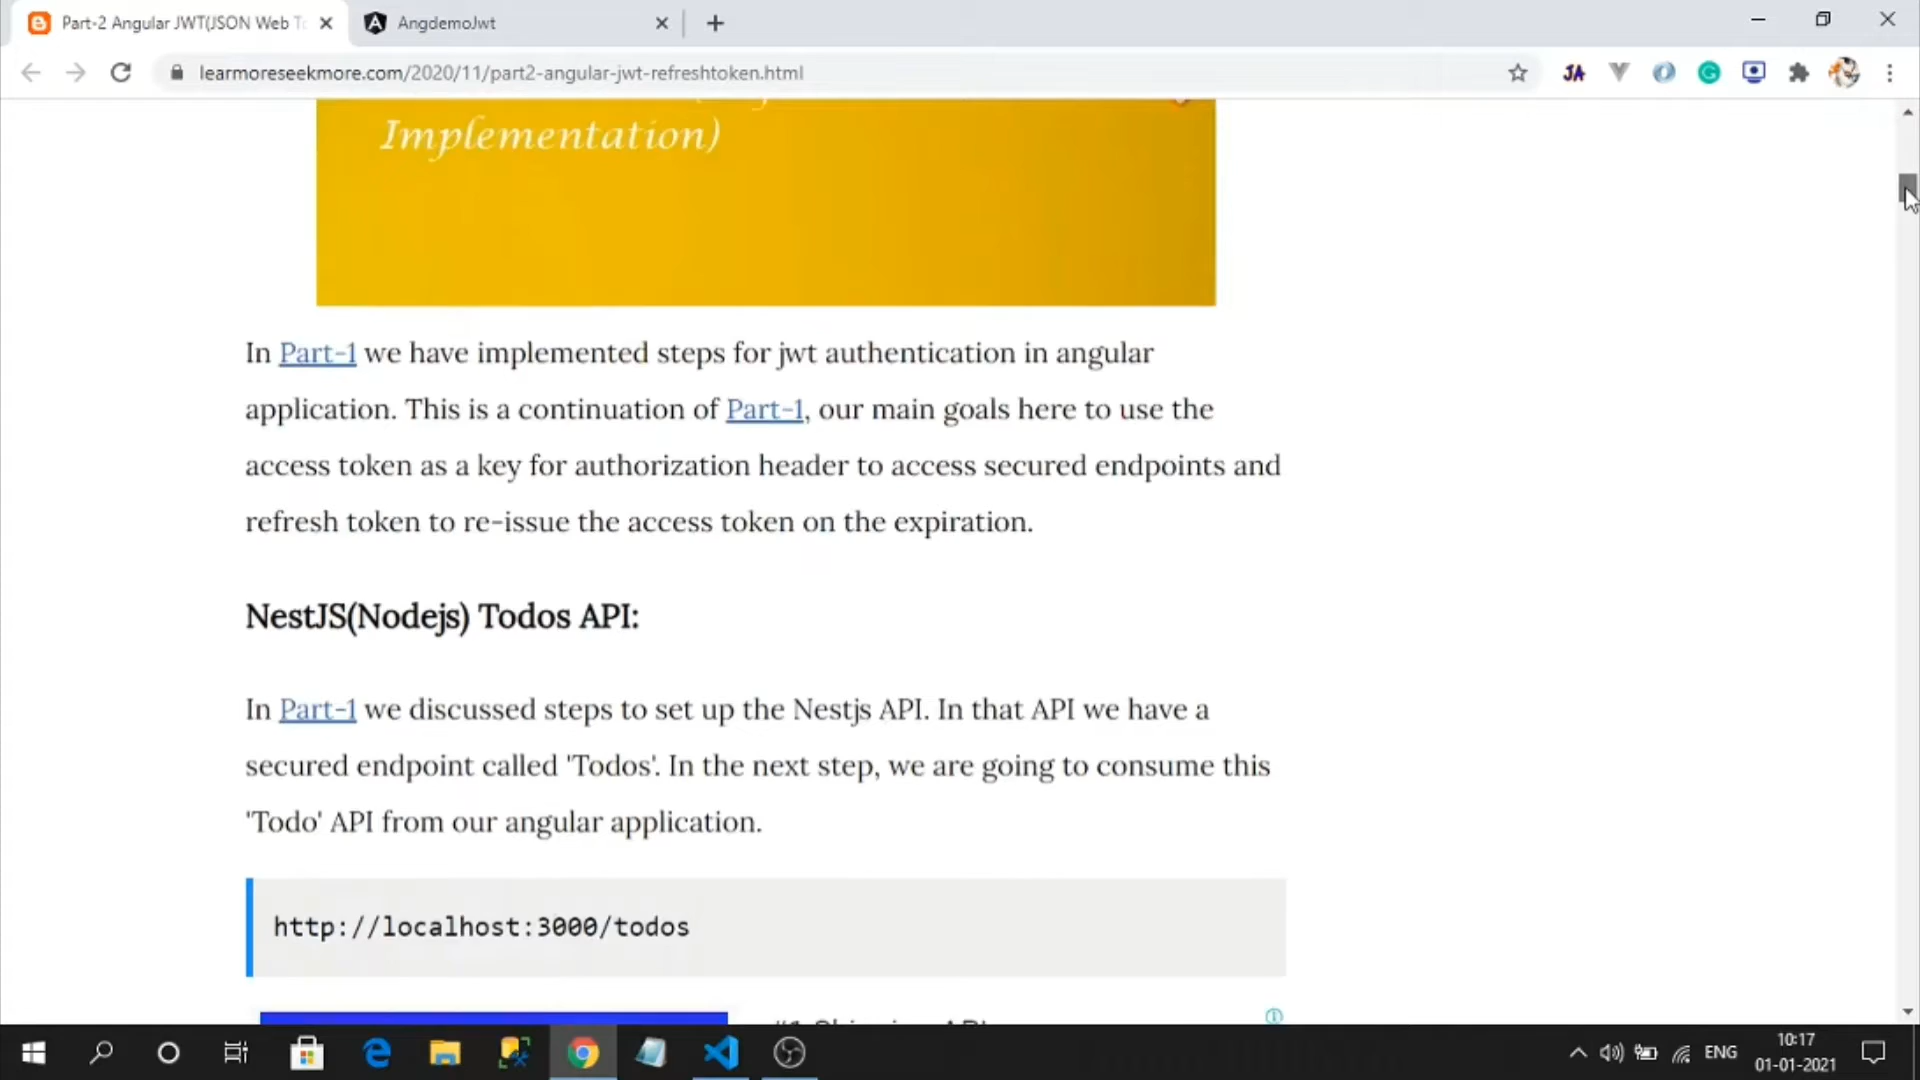 Part-2 Angular JWT(JSON Web T
AngdemoJwt
learmoreseekmore.com/2020/11/part2-angular-jwt-refreshtoken.html
JA
Implementation)
In Part-1 we have implemented steps for jwt authentication in angular
application. This is a continuation of Part-1, our main goals here to use the
access token as a key for authorization header to access secured endpoints and
refresh token to re-issue the access token on the expiration.
NestJS(Nodejs) Todos API:
In Part-1 we discussed steps to set up the Nestjs API. In that API we have a
secured endpoint called 'Todos'. In the next step, we are going to consume this
'Todo' API from our angular application.
http://localhost:3000/todos
ENG
10:17
01-01-2021